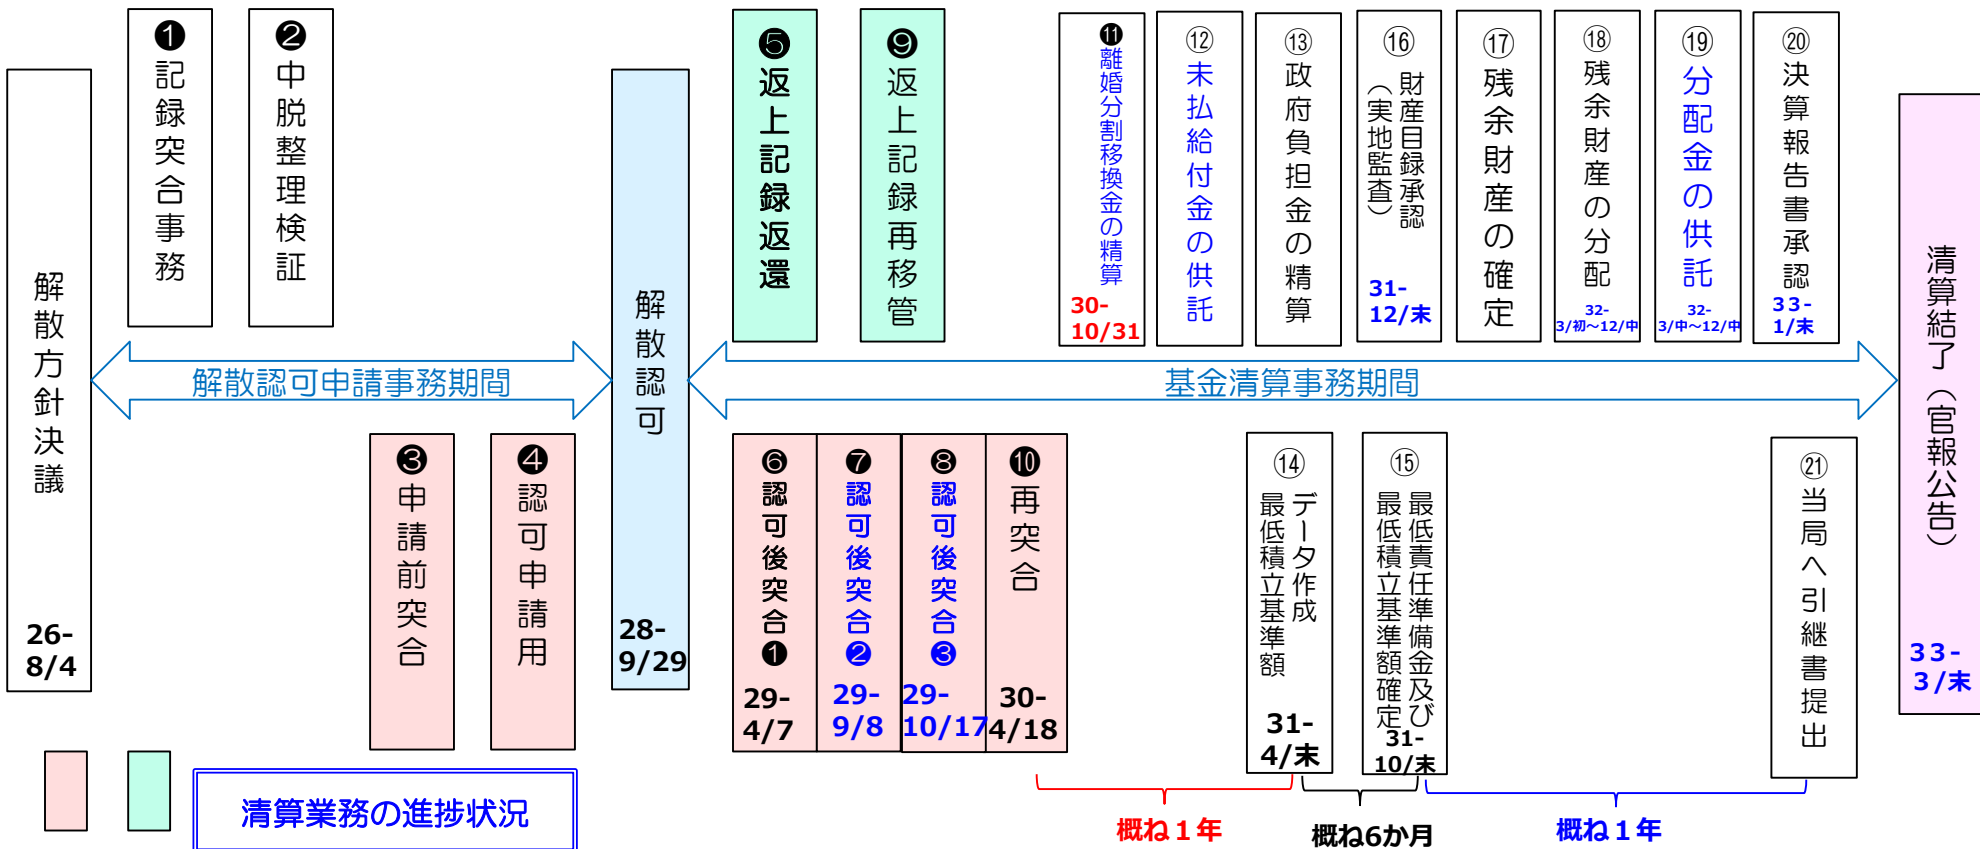 解散方針決議
26-
8/4
❶記録突合事務
❷中脱整理検証
解散認可申請事務期間
❸申請前突合
❹認可申請用
解散認可
28-
9/29
❺返上記録返還
❾返上記録再移管
⓫離婚分割移換金の精算
30-
10/31
⑫未払給付金の供託
⑬政府負担金の精算
⑯財産目録承認
（実地監査）
31-
12/末
⑰残余財産の確定
⑱残余財産の分配
32-
3/初～12/中
⑲分配金の供託
32-
3/中～12/中
⑳決算報告書承認
33-
1/末
基金清算事務期間
❻認可後突合❶
29-
4/7
❼認可後突合❷
29-
9/8
❽認可後突合❸
29-
10/17
❿再突合
30-
4/18
⑭データ作成
最低積立基準額
31-
4/末
⑮最低責任準備金及び
最低積立基準額確定
31-
10/末
㉑当局へ引継書提出
清算結了（官報公告）
33-
3/末
清算業務の進捗状況
概ね１年
概ね6か月
概ね１年